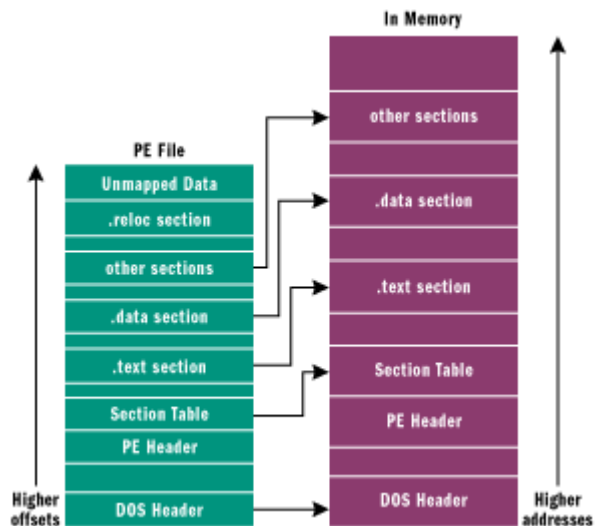 In Memory
other sections
.data section
.text section
Section Table
PE Header
DOS Header
Higher
addresses
PE File
Unmapped Data
.reloc section
other sections
.data section
.text section
Section Table
PE Header
DOS Header
Higher
offsets